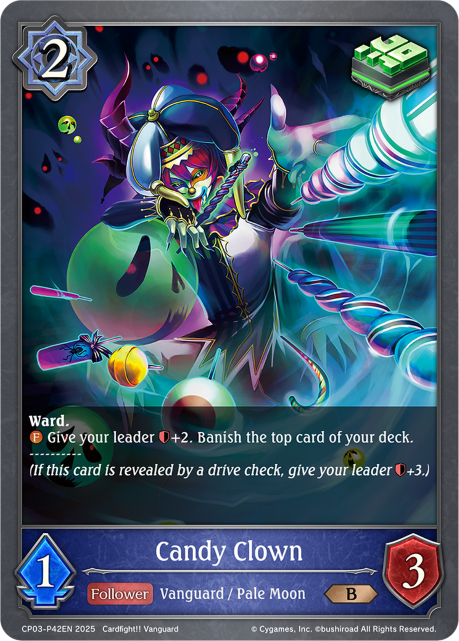 2
Ward.
F Give your leader +2. Banish the top card of your deck.
----------
(If this card is revealed by a drive check, give your leader +3.)
Candy Clown
1
Follower Vanguard / Pale Moon B
3
CP03-P42EN 2025 Cardfight!! Vanguard © Cygames, Inc. ©bushiroad All Rights Reserved.